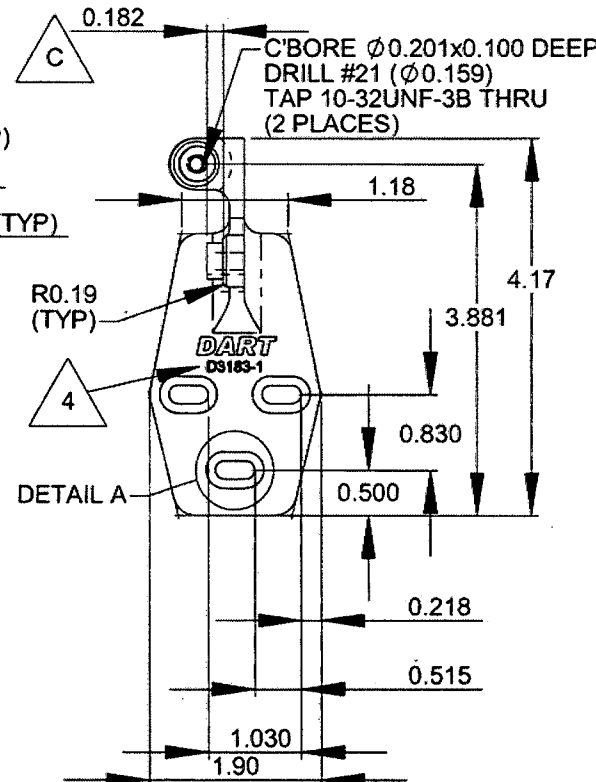 0.182
C
C'BORE Ø0.201x0.100 DEEP
DRILL #21 (Ø0.159)
TAP 10-32UNF-3B THRU
(2 PLACES)
)
TYP)
1.18
4.17
3.881
R0.19
(TYP)
DART
D3183-1
4
0.830
DETAIL A
0.500
0.218
0.515
1.030
1.90